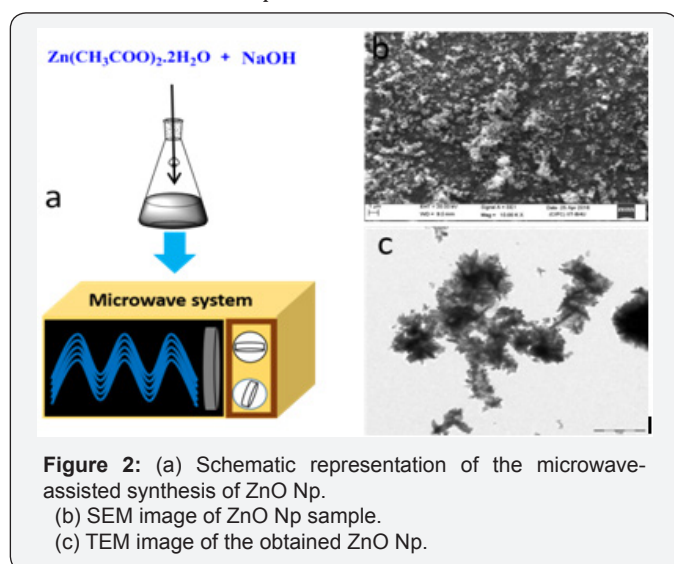 Zn(CH₃COO)₂.2H₂O + NaOH
a
Microwave system
b
c
Figure 2: (a) Schematic representation of the microwave-
assisted synthesis of ZnO Np.
(b) SEM image of ZnO Np sample.
(c) TEM image of the obtained ZnO Np.